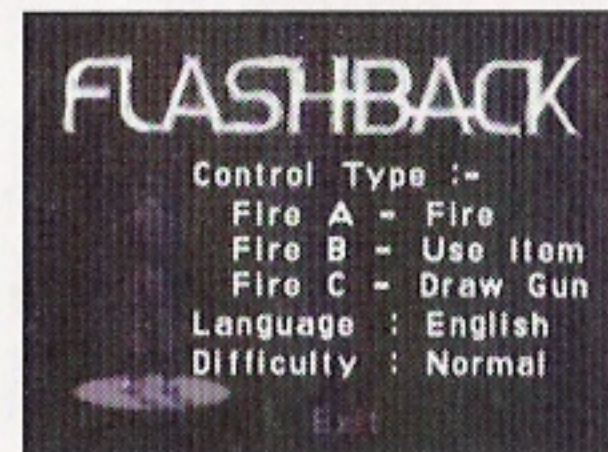 FLASHBACK
Control Type :-
Fire A - Fire
Fire B - Use Item
Fire C - Draw Gun
Language : English
Difficulty : Normal
Exit